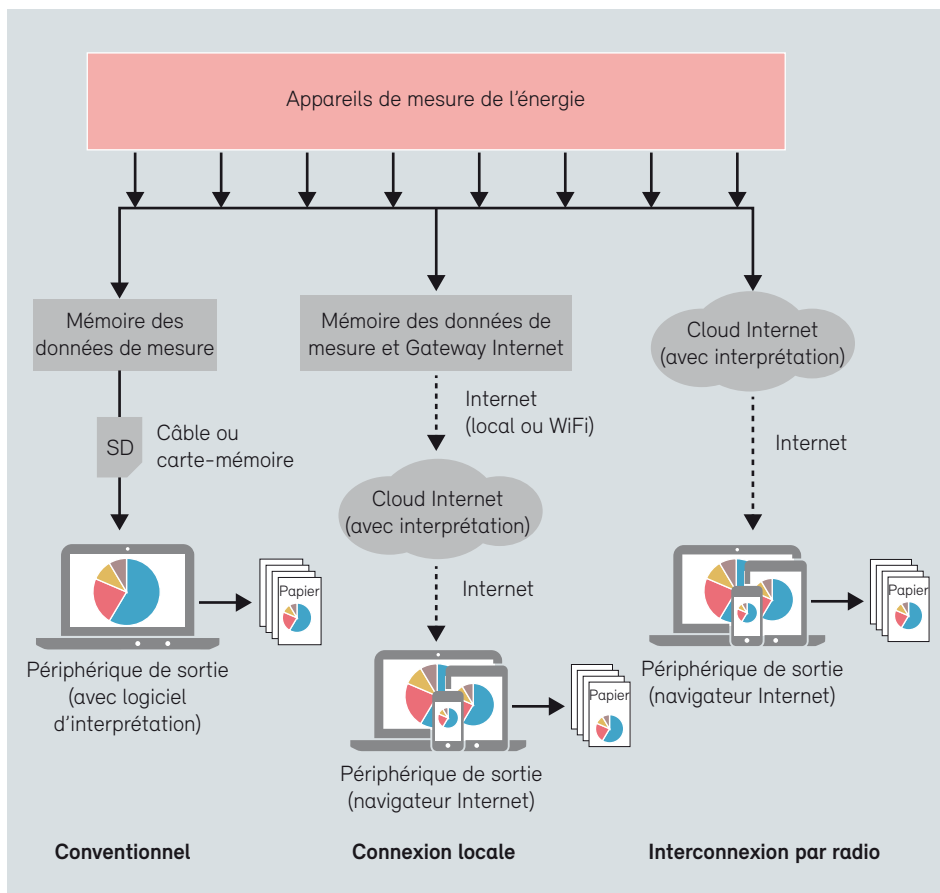 Appareils de mesure de l'énergie
Mémoire des
données de mesure
SD
Câble ou
carte-mémoire
Papier
Périphérique de sortie
(avec logiciel
d'interprétation)
Conventionnel
Mémoire des données de
mesure et Gateway Internet
Internet
(local ou WiFi)
Cloud Internet
(avec interprétation)
Internet
Papier
Périphérique de sortie
(navigateur Internet)
Connexion locale
Cloud Internet
(avec interprétation)
Internet
Papier
Périphérique de sortie
(navigateur Internet)
Interconnexion par radio